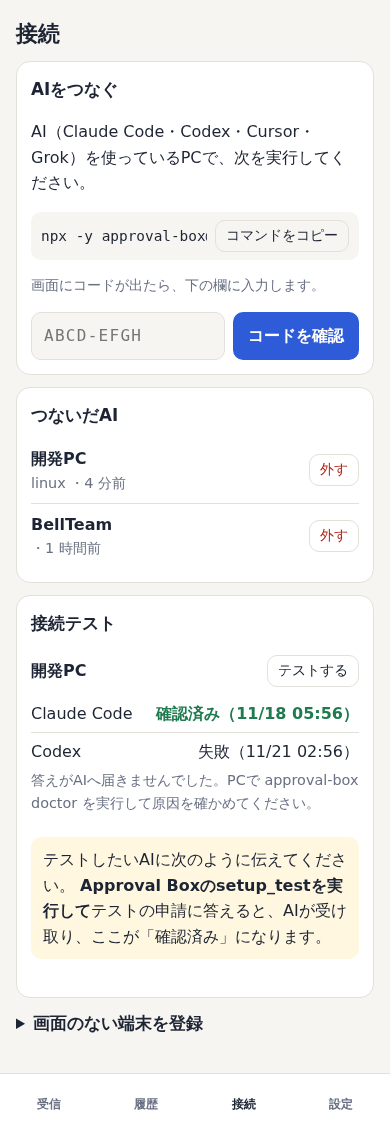 接続
AIをつなぐ
AI（Claude Code・Codex・Cursor・
Grok）を使っているPCで、次を実行してく
ださい。
npx -y approval-box コマンドをコピー
画面にコードが出たら、下の欄に入力します。
ABCD-EFGH コードを確認
つないだAI
開発PC
linux ・4 分前
外す
BellTeam
・1 時間前
外す
接続テスト
開発PC テストする
Claude Code 確認済み（11/18 05:56）
Codex 失敗（11/21 02:56）
答えがAIへ届きませんでした。PCで approval-box
doctor を実行して原因を確かめてください。
テストしたいAIに次のように伝えてくださ
い。 Approval Boxのsetup_testを実
行してテストの申請に答えると、AIが受け
取り、ここが「確認済み」になります。
▶ 画面のない端末を登録
受信 履歴 接続 設定